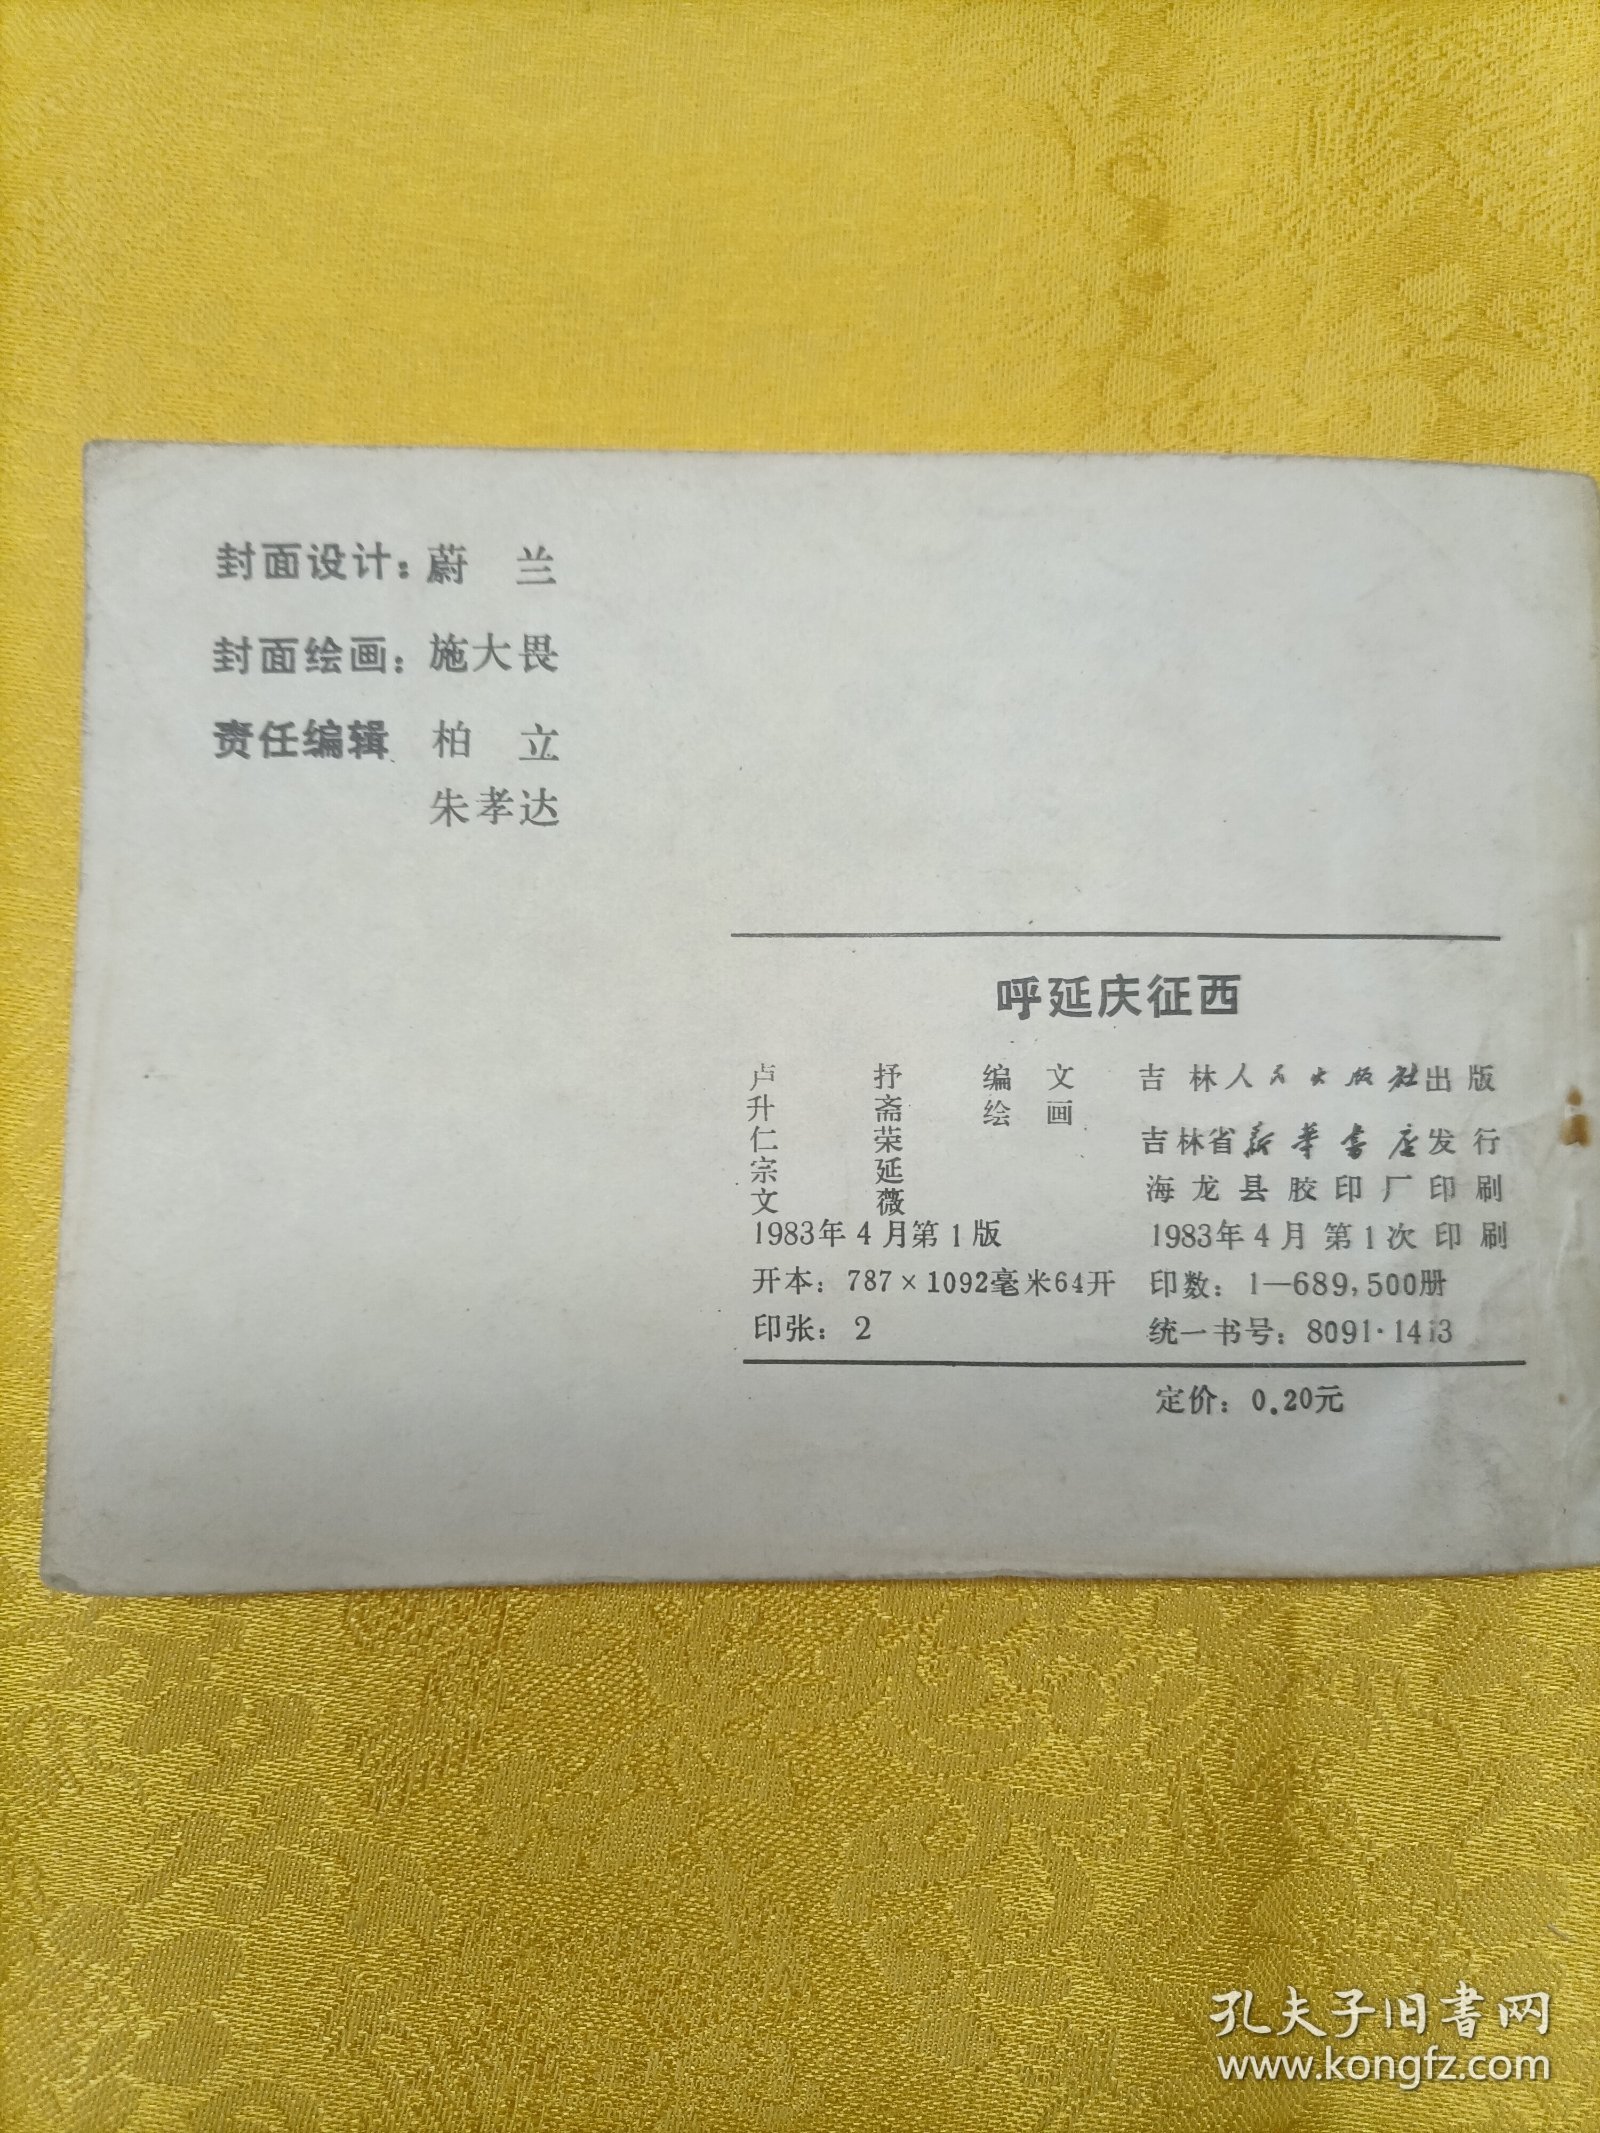 封面设计：蔚 兰
封面绘画：施大畏
责任编辑 柏 立
朱孝达
呼延庆征西
卢 抒 编 文
升 斋 绘 画
仁 荣
宗 延
文 薇
吉林人民出版社出版
吉林省新华书店发行
海龙县胶印厂印刷
1983年4月第1版
1983年4月第1次印刷
开本：787×1092毫米64开
印数：1—689,500册
印张：2
统一书号：8091·1413
定价：0.20元
孔夫子旧书网
www.kongfz.com